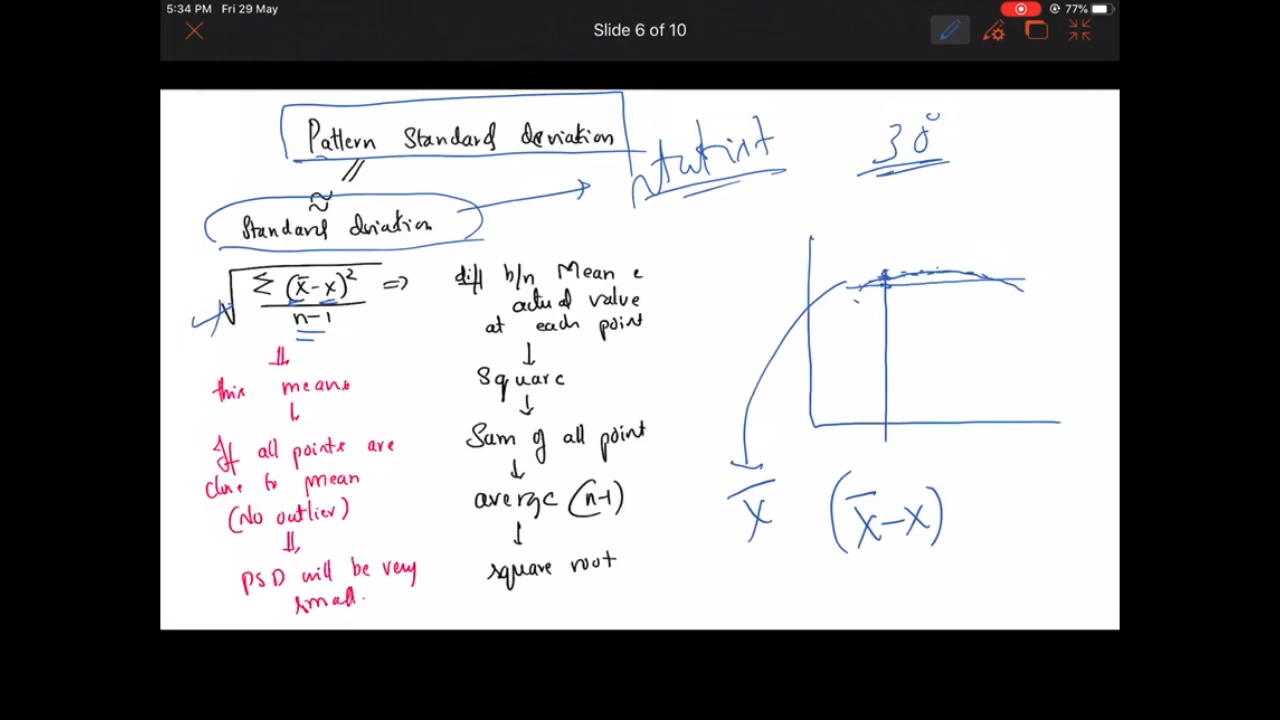 5:34 PM Fri 29 May
77%
Slide 6 of 10
Pattern Standard deviation
30°
≈
Standard deviation
√ Σ (x̄-x)² / n-1 =>
diff b/n Mean &
actual value
at each point
↓
Square
↓
Sum of all point
↓
averge (n-1)
↓
square root
⇓
this means
↓
If all points are
close to mean
(No outlier)
⇓
PSD will be very
small.
x̄ (x̄-x)